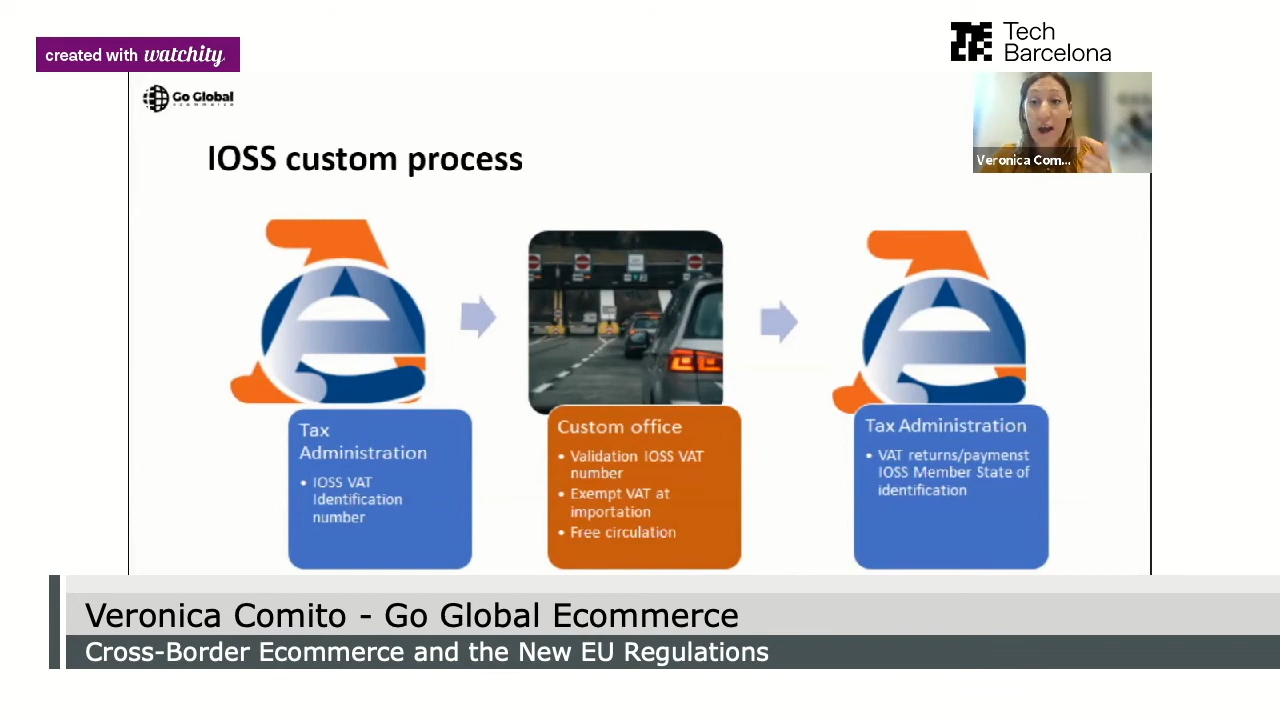 created with watchity.
Tech
Barcelona
Go Global
ecommerce
Veronica Com...
IOSS custom process
Tax
Administration
• IOSS VAT
Identification
number
Custom office
• Validation IOSS VAT
number
• Exempt VAT at
importation
• Free circulation
Tax Administration
• VAT returns/paymenst
IOSS Member State of
identification
Veronica Comito - Go Global Ecommerce
Cross-Border Ecommerce and the New EU Regulations